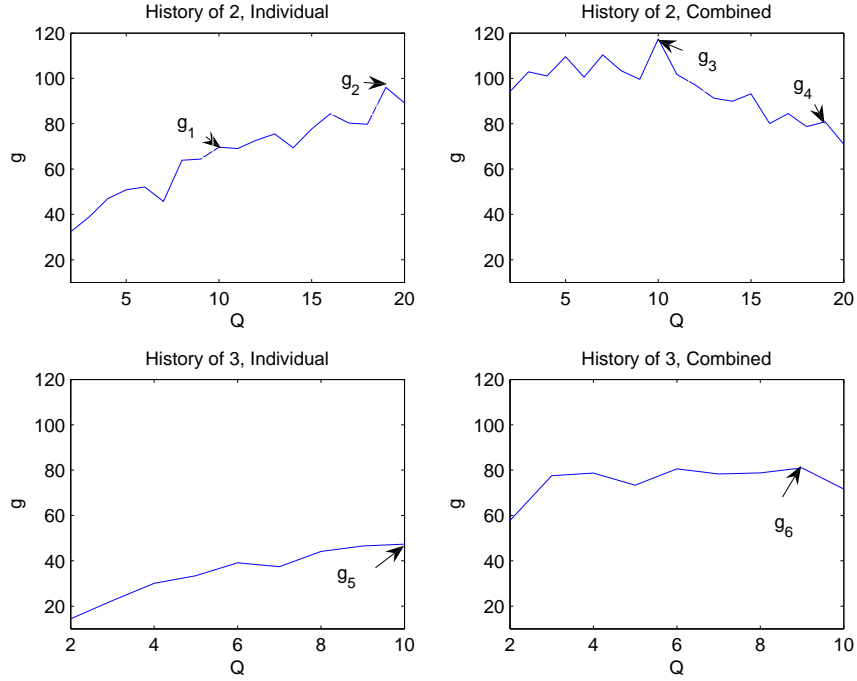 History of 2, Individual
120
100
80
60
40
20
5
10
15
20
g
Q
g1
g2
History of 2, Combined
120
100
80
60
40
20
5
10
15
20
g
Q
g3
g4
History of 3, Individual
120
100
80
60
40
20
2
4
6
8
10
g
Q
g5
History of 3, Combined
120
100
80
60
40
20
2
4
6
8
10
g
Q
g6